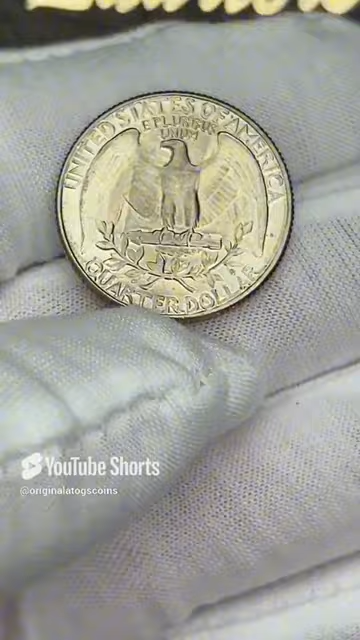 UNITED STATES OF AMERICA
E PLURIBUS
UNUM
QUARTER DOLLAR
YouTube Shorts
@originalatogscoins